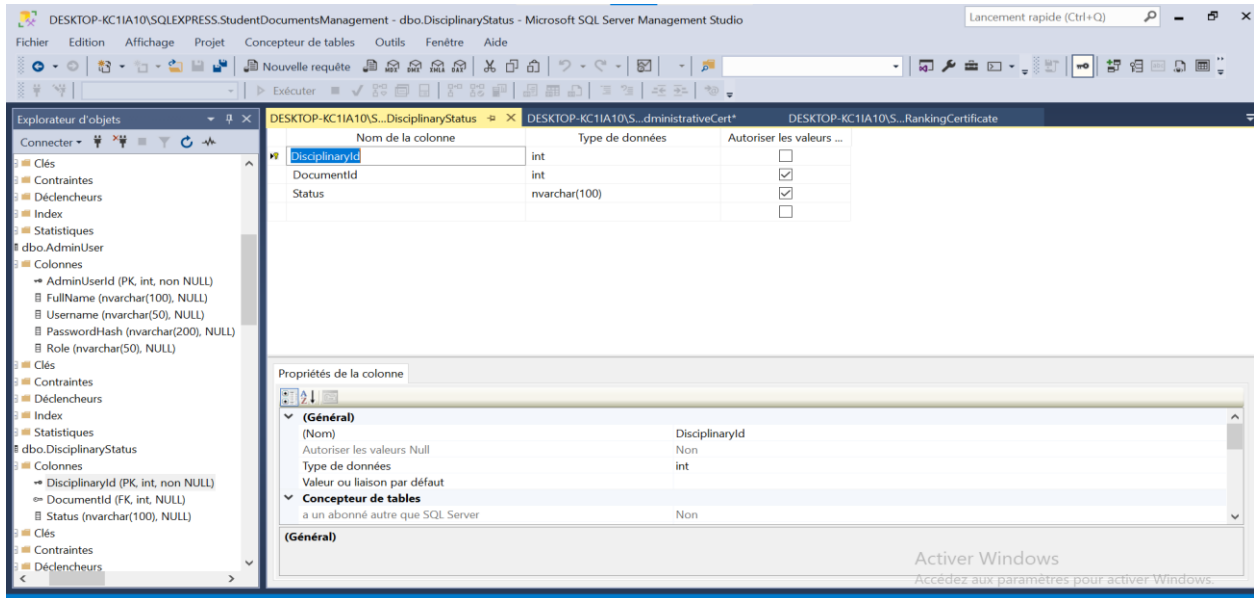 DESKTOP-KC1IA10\SQLEXPRESS.StudentDocumentsManagement - dbo.DisciplinaryStatus - Microsoft SQL Server Management Studio
Lancement rapide (Ctrl+Q)
Fichier Edition Affichage Projet Concepteur de tables Outils Fenêtre Aide
Nouvelle requête
Exécuter
Explorateur d'objets
Connecter
Clés
Contraintes
Déclencheurs
Index
Statistiques
dbo.AdminUser
Colonnes
AdminUserId (PK, int, non NULL)
FullName (nvarchar(100), NULL)
Username (nvarchar(50), NULL)
PasswordHash (nvarchar(200), NULL)
Role (nvarchar(50), NULL)
Clés
Contraintes
Déclencheurs
Index
Statistiques
dbo.DisciplinaryStatus
Colonnes
DisciplinaryId (PK, int, non NULL)
DocumentId (FK, int, NULL)
Status (nvarchar(100), NULL)
Clés
Contraintes
Déclencheurs
DESKTOP-KC1IA10\S...DisciplinaryStatus DESKTOP-KC1IA10\S...dministrativeCert* DESKTOP-KC1IA10\S...RankingCertificate
Nom de la colonne Type de données Autoriser les valeurs ...
DisciplinaryId int
DocumentId int
Status nvarchar(100)
Propriétés de la colonne
(Général)
(Nom) DisciplinaryId
Autoriser les valeurs Null Non
Type de données int
Valeur ou liaison par défaut
Concepteur de tables
a un abonné autre que SQL Server Non
(Général)
Activer Windows
Accédez aux paramètres pour activer Windows.